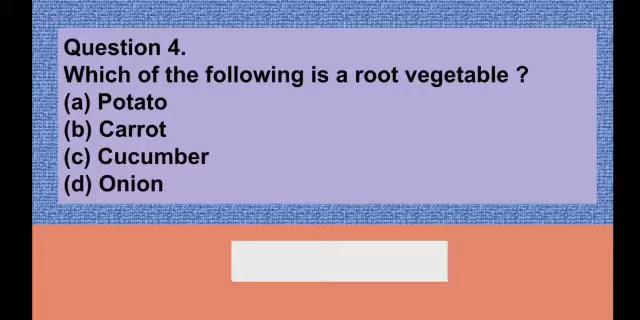 Question 4.
Which of the following is a root vegetable ?
(a) Potato
(b) Carrot
(c) Cucumber
(d) Onion